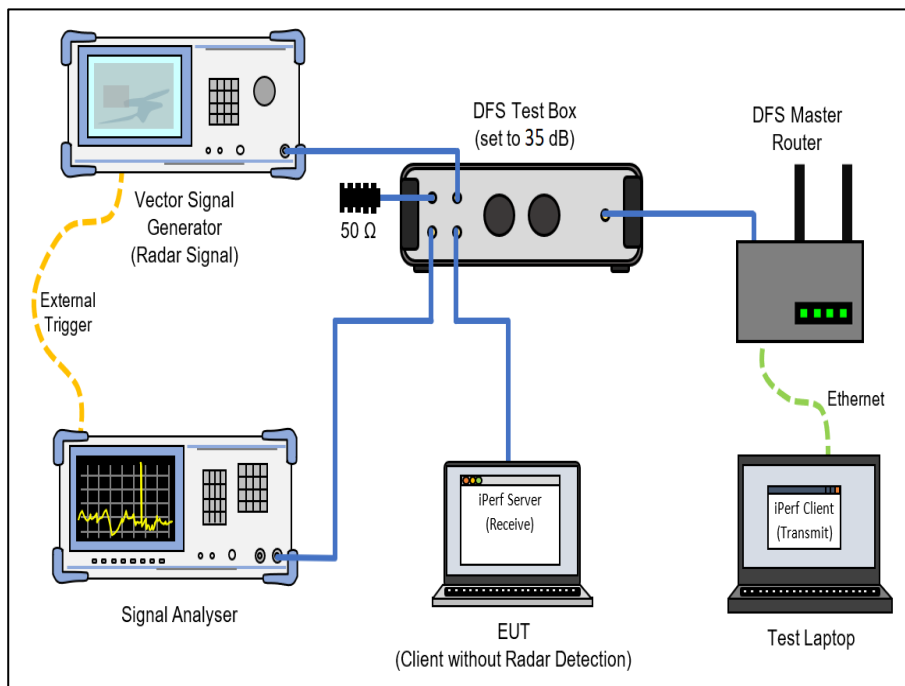 DFS Test Box
(set to 35 dB)
DFS Master
Router
Vector Signal
Generator
(Radar Signal)
50 Ω
External
Trigger
Ethernet
iPerf Server
(Receive)
iPerf Client
(Transmit)
Signal Analyser
EUT
(Client without Radar Detection)
Test Laptop